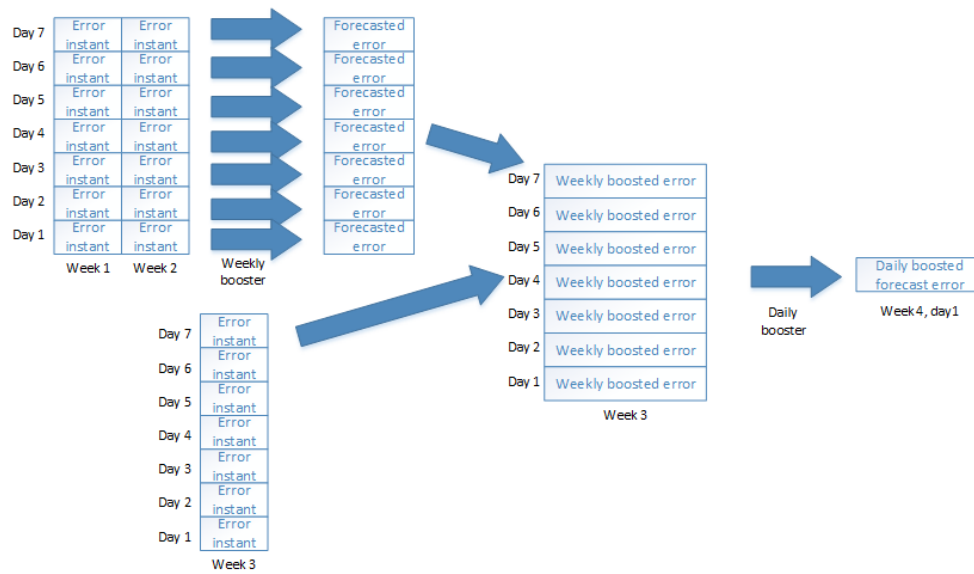 Day 7
Error
instant
Error
instant
Forecasted
error
Day 6
Error
instant
Error
instant
Forecasted
error
Day 5
Error
instant
Error
instant
Forecasted
error
Day 4
Error
instant
Error
instant
Forecasted
error
Day 3
Error
instant
Error
instant
Forecasted
error
Day 2
Error
instant
Error
instant
Forecasted
error
Day 1
Error
instant
Error
instant
Forecasted
error
Week 1
Week 2
Weekly
booster
Day 7
Error
instant
Day 6
Error
instant
Day 5
Error
instant
Day 4
Error
instant
Day 3
Error
instant
Day 2
Error
instant
Day 1
Error
instant
Week 3
Day 7
Weekly boosted error
Day 6
Weekly boosted error
Day 5
Weekly boosted error
Day 4
Weekly boosted error
Day 3
Weekly boosted error
Day 2
Weekly boosted error
Day 1
Weekly boosted error
Week 3
Daily
booster
Daily boosted
forecast error
Week 4, day1